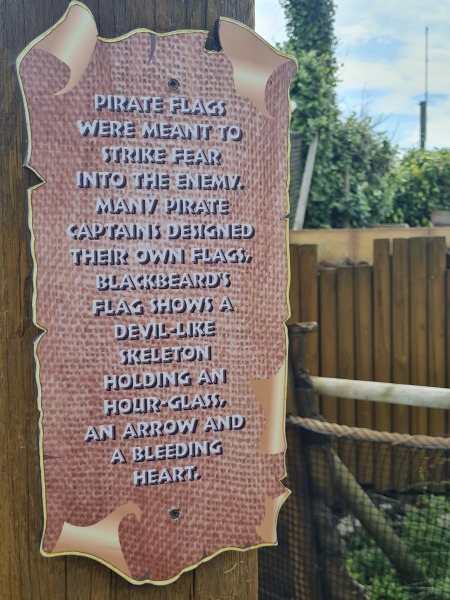 PIRATE FLAGS
WERE MEANT TO
STRIKE FEAR
INTO THE ENEMY.
MANY PIRATE
CAPTAINS DESIGNED
THEIR OWN FLAGS,
BLACKBEARD'S
FLAG SHOWS A
DEVIL-LIKE
SKELETON
HOLDING AN
HOUR-GLASS,
AN ARROW AND
A BLEEDING
HEART.